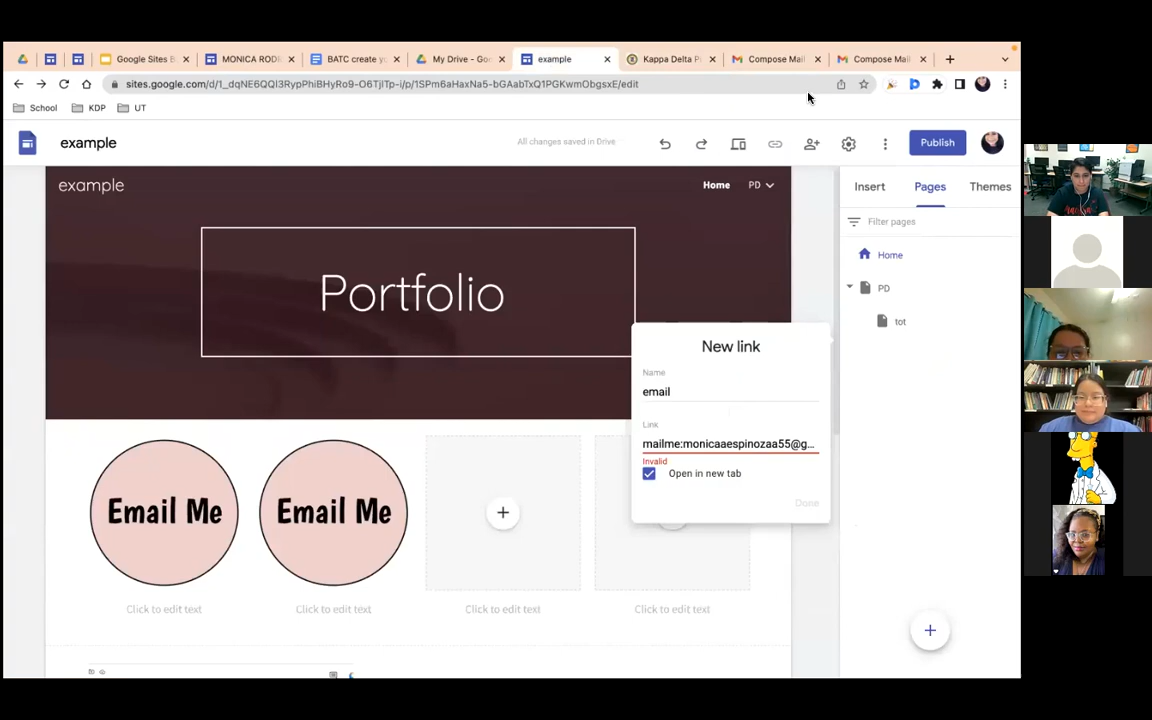 Google Sites B
MONICA RODI
BATC create yo
My Drive - Goo
example
Kappa Delta P
Compose Mail
Compose Mail
sites.google.com/d/1_dqNE6QQI3RypPhiBHyRo9-O6TjlTp-i/p/1SPm6aHaxNa5-bGAabTxQ1PGKwmObgsxE/edit
School
KDP
UT
example
All changes saved in Drive
Publish
example
Home
PD
Insert
Pages
Themes
Filter pages
Home
PD
tot
Portfolio
New link
Name
email
Link
mailme:monicaaespinozaa55@g...
Invalid
Open in new tab
Done
Email Me
Email Me
Click to edit text
Click to edit text
Click to edit text
Click to edit text